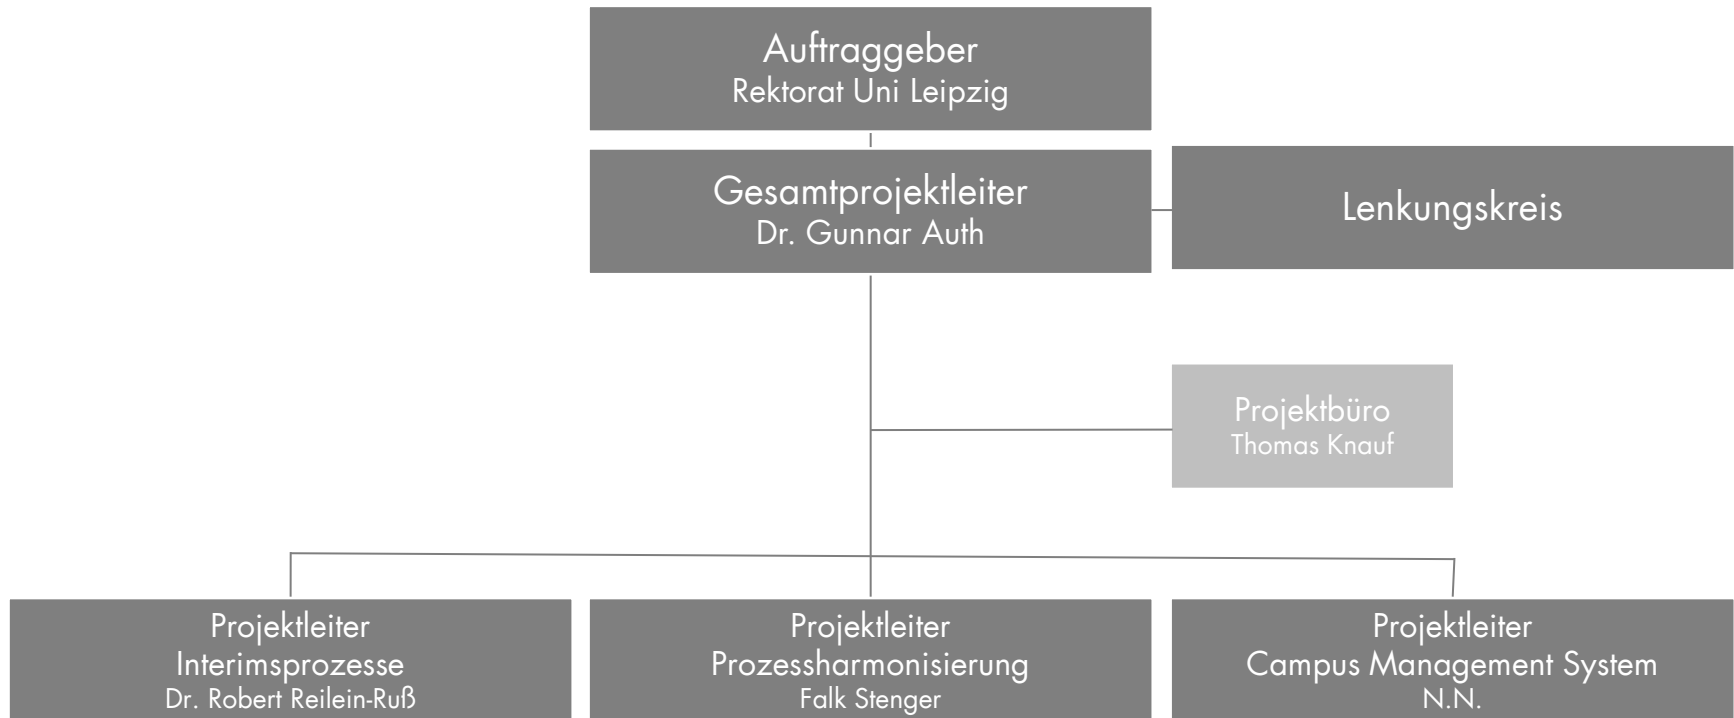 Auftraggeber
Rektorat Uni Leipzig
Gesamtprojektleiter
Dr. Gunnar Auth
Lenkungskreis
Projektbüro
Thomas Knauf
Projektleiter
Interimsprozesse
Dr. Robert Reilein-Ruß
Projektleiter
Prozessharmonisierung
Falk Stenger
Projektleiter
Campus Management System
N.N.